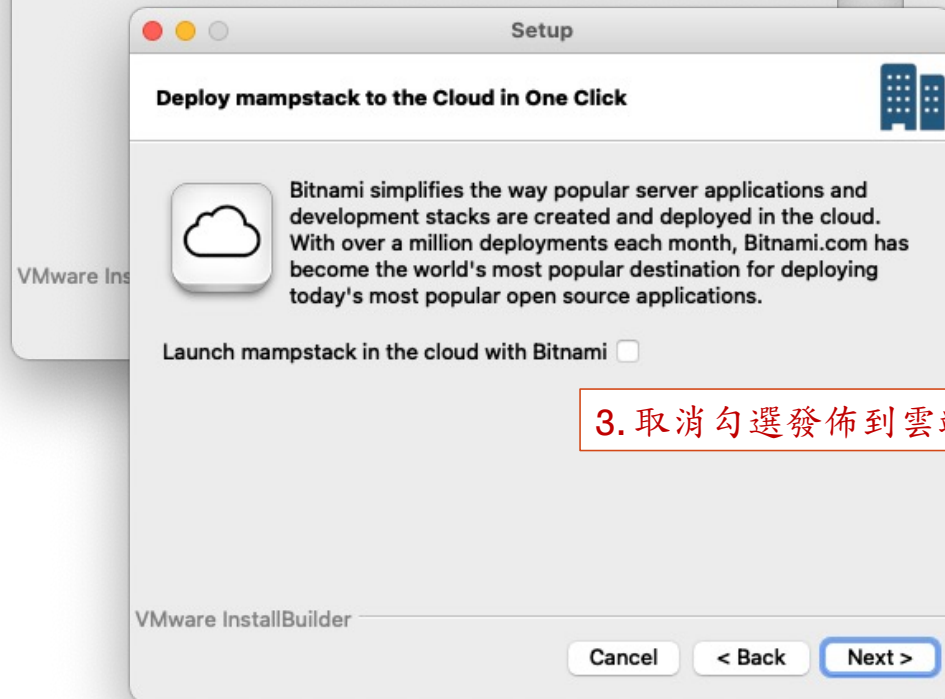 Setup
Deploy mampstack to the Cloud in One Click
Bitnami simplifies the way popular server applications and
development stacks are created and deployed in the cloud.
With over a million deployments each month, Bitnami.com has
become the world's most popular destination for deploying
today's most popular open source applications.
VMware Ins
Launch mampstack in the cloud with Bitnami
3. 取消勾選發佈到雲
VMware InstallBuilder
Cancel
< Back
Next >